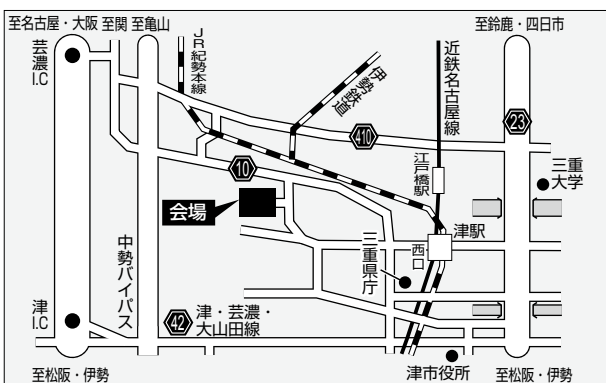 至名古屋・大阪
至関
至亀山
至鈴鹿・四日市
芸濃I.C
JR紀勢本線
伊勢鉄道
近鉄名古屋線
410
23
10
江戸橋駅
三重大学
会場
津駅
西口
三重県庁
中勢バイパス
津I.C
42
津・芸濃・
大山田線
至松阪・伊勢
津市役所
至松阪・伊勢